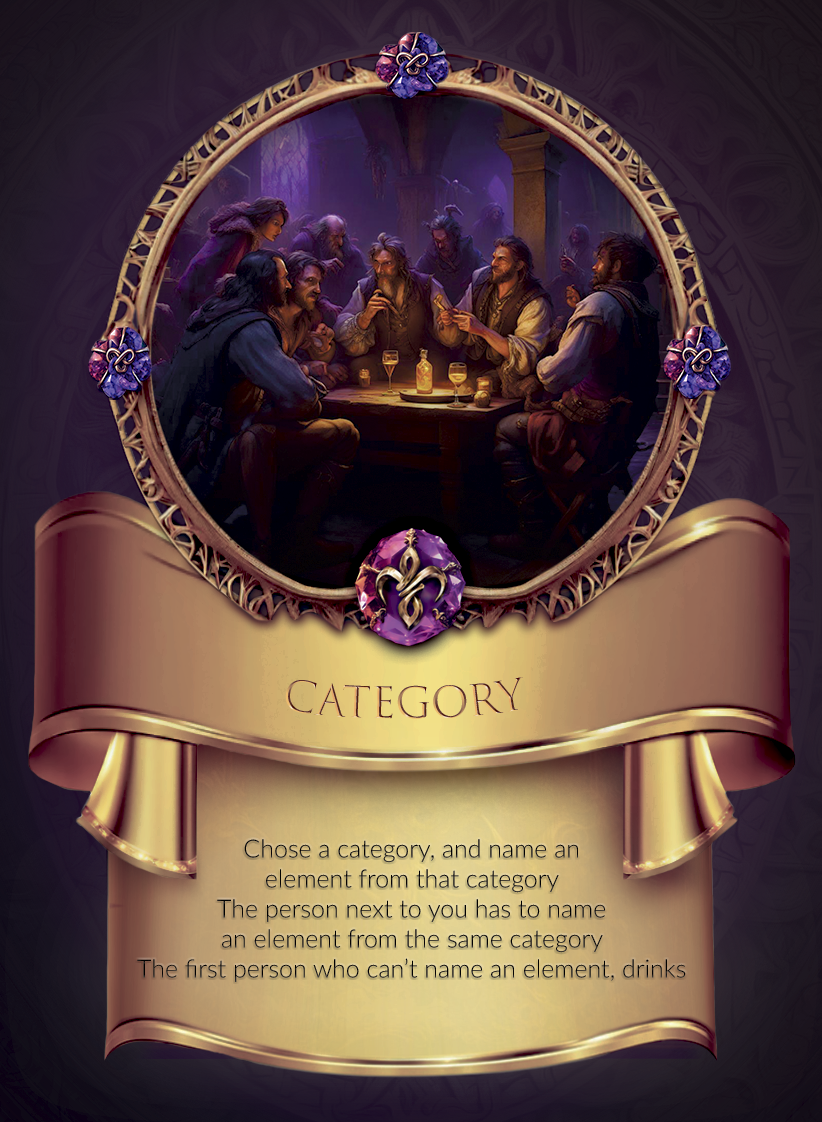 CATEGORY
Chose a category, and name an
element from that category
The person next to you has to name
an element from the same category
The first person who can't name an element, drinks